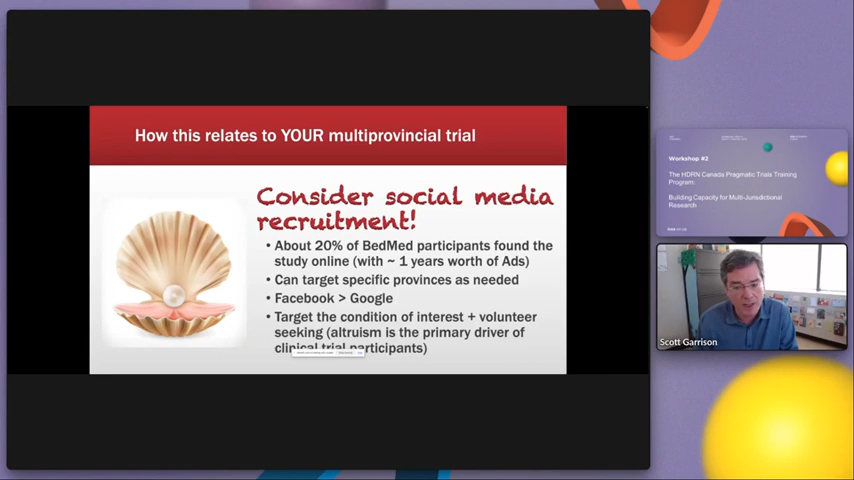 How this relates to YOUR multiprovincial trial
Consider social media
recruitment!
• About 20% of BedMed participants found the
study online (with ~ 1 years worth of Ads)
• Can target specific provinces as needed
• Facebook > Google
• Target the condition of interest + volunteer
seeking (altruism is the primary driver of
clinical trial participants)
Workshop #2
The HDRN Canada Pragmatic Trials Training
Program:
Building Capacity for Multi-Jurisdictional
Research
Scott Garrison